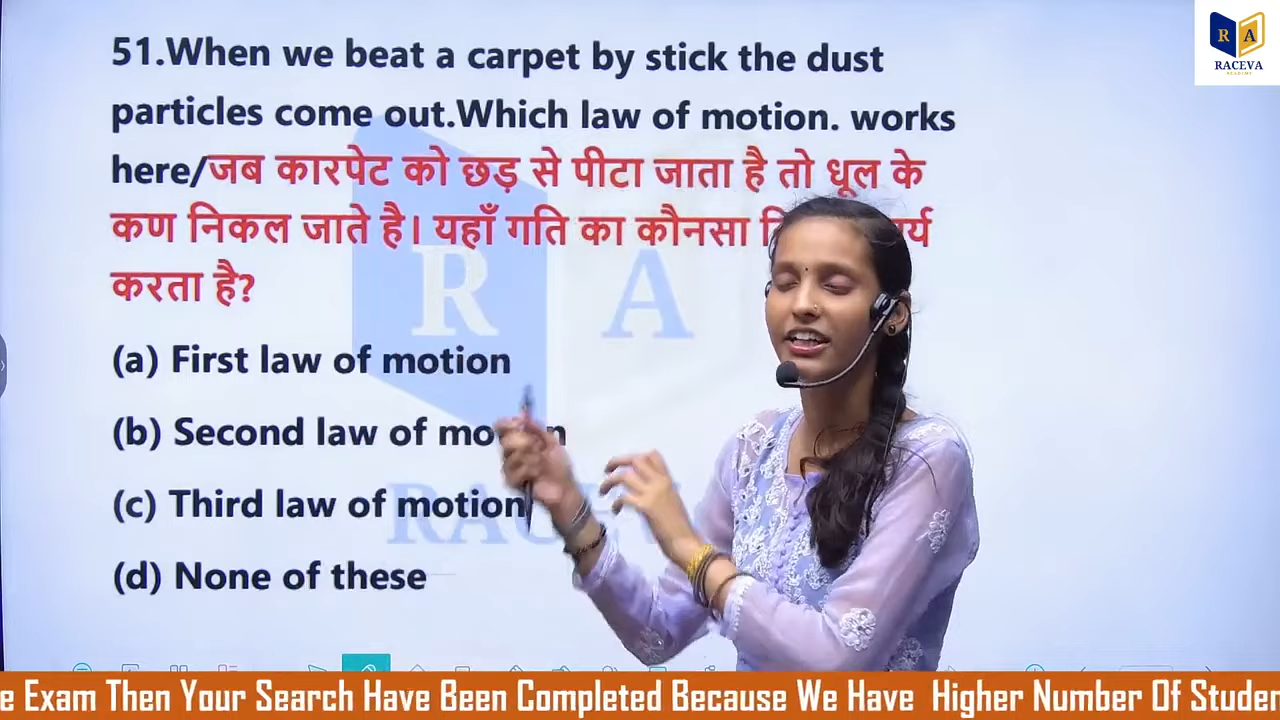 51.When we beat a carpet by stick the dust
particles come out.Which law of motion. works
here/जब कारपेट को छड़ से पीटा जाता है तो धूल के
कण निकल जाते है। यहाँ गति का कौनसा
करता है?
(a) First law of motion
(b) Second law of
(c) Third law of motion
(d) None of these
R A
R A
RACEVA
ACADEMY
e Exam Then Your Search Have Been Completed Because We Have Higher Number Of Studen